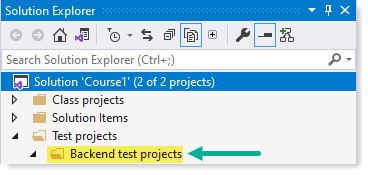 Solution Explorer
Search Solution Explorer (Ctrl+;)
Solution 'Course1' (2 of 2 projects)
Class projects
Solution Items
Test projects
Backend test projects